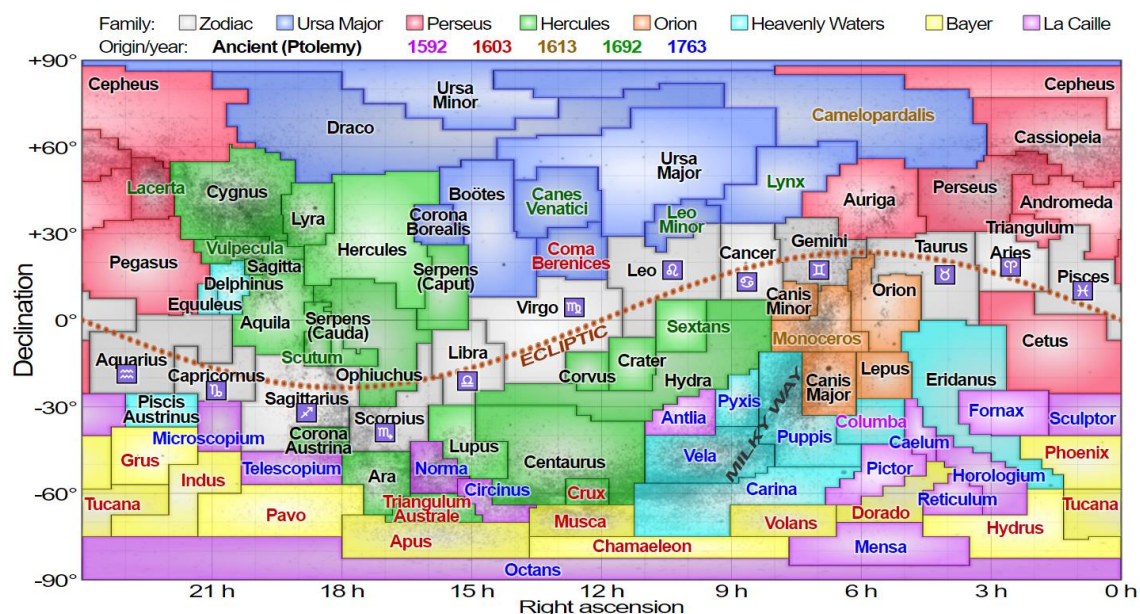 Family: Zodiac Ursa Major Perseus Hercules Orion Heavenly Waters Bayer La Caille
Origin/year: Ancient (Ptolemy) 1592 1603 1613 1692 1763
+90°
Cepheus
Ursa
Minor
Cepheus
Draco
Camelopardalis
Cassiopeia
+60°
Ursa
Major
Lacerta
Cygnus
Boötes
Canes
Venatici
Lynx
Auriga
Perseus
Andromeda
Lyra
Corona
Borealis
Leo
Minor
Triangulum
+30°
Vulpecula
Hercules
Coma
Berenices
Gemini
Taurus
Aries
Pegasus
Sagitta
Serpens
(Caput)
Leo ♌
Cancer
♋
♊
♉
♈
Delphinus
Equuleus
Virgo ♍
Canis
Minor
Orion
Pisces
♓
0°
Aquila
Serpens
(Cauda)
Sextans
Monoceros
ECLIPTIC
Aquarius
♒
Scutum
Libra
♎
Crater
Cetus
Capricornus
♑
Ophiuchus
Corvus
Hydra
Canis
Major
Lepus
Eridanus
-30°
Piscis
Austrinus
Sagittarius
♐
Scorpius
♏
Antlia
Pyxis
MILKY WAY
Columba
Fornax
Sculptor
Microscopium
Corona
Austrina
Lupus
Vela
Puppis
Caelum
Grus
Indus
Telescopium
Ara
Norma
Centaurus
Pictor
Horologium
Phoenix
-60°
Circinus
Crux
Carina
Reticulum
Tucana
Pavo
Triangulum
Australe
Musca
Volans
Dorado
Hydrus
Tucana
Apus
Chamaeleon
Mensa
Octans
-90°
21 h 18 h 15 h 12 h 9 h 6 h 3 h 0 h
Right ascension
Declination